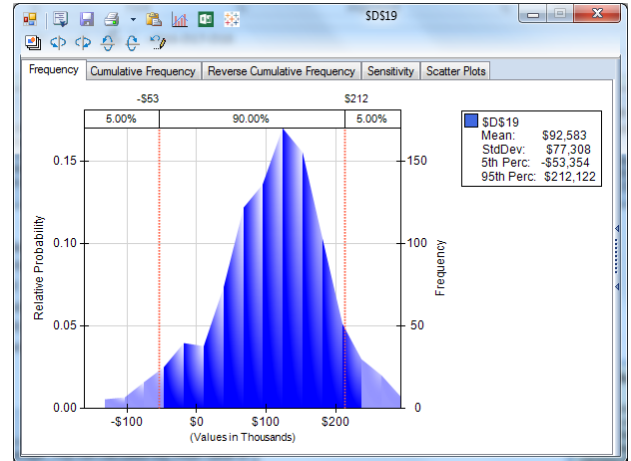 $D$19
Frequency
Cumulative Frequency
Reverse Cumulative Frequency
Sensitivity
Scatter Plots
-$53
$212
5.00%
90.00%
5.00%
$D$19
Mean: $92,583
StdDev: $77,308
5th Perc: -$53,354
95th Perc: $212,122
Relative Probability
0.15
0.10
0.05
0.00
150
100
50
0
Frequency
-$100
$0
$100
$200
(Values in Thousands)